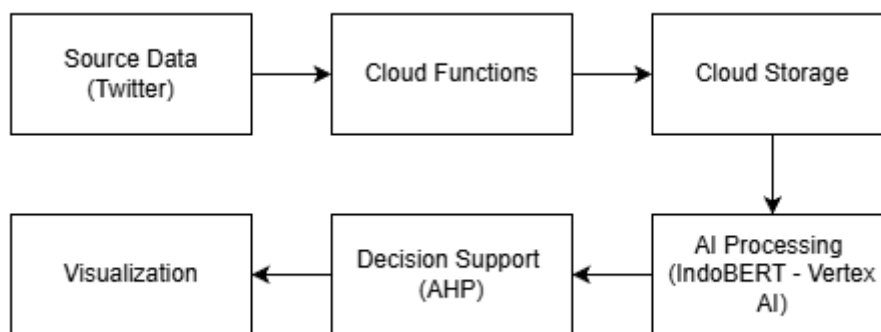 Source Data
(Twitter)
Cloud Functions
Cloud Storage
AI Processing
(IndoBERT - Vertex
AI)
Decision Support
(AHP)
Visualization